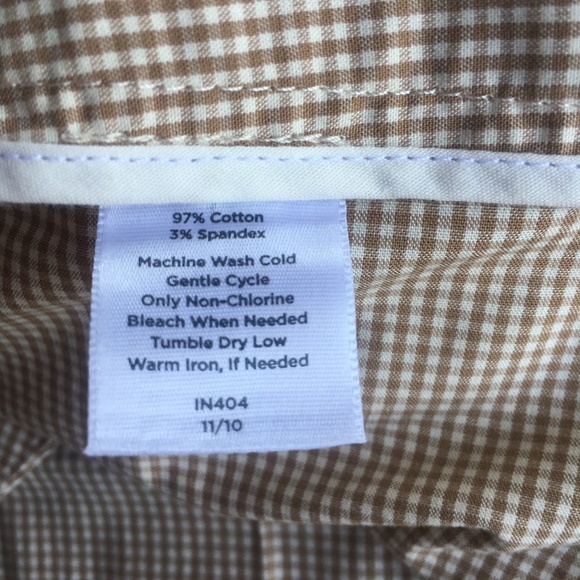 97% Cotton
3% Spandex
Machine Wash Cold
Gentle Cycle
Only Non-Chlorine
Bleach When Needed
Tumble Dry Low
Warm Iron, If Needed
IN404
11/10